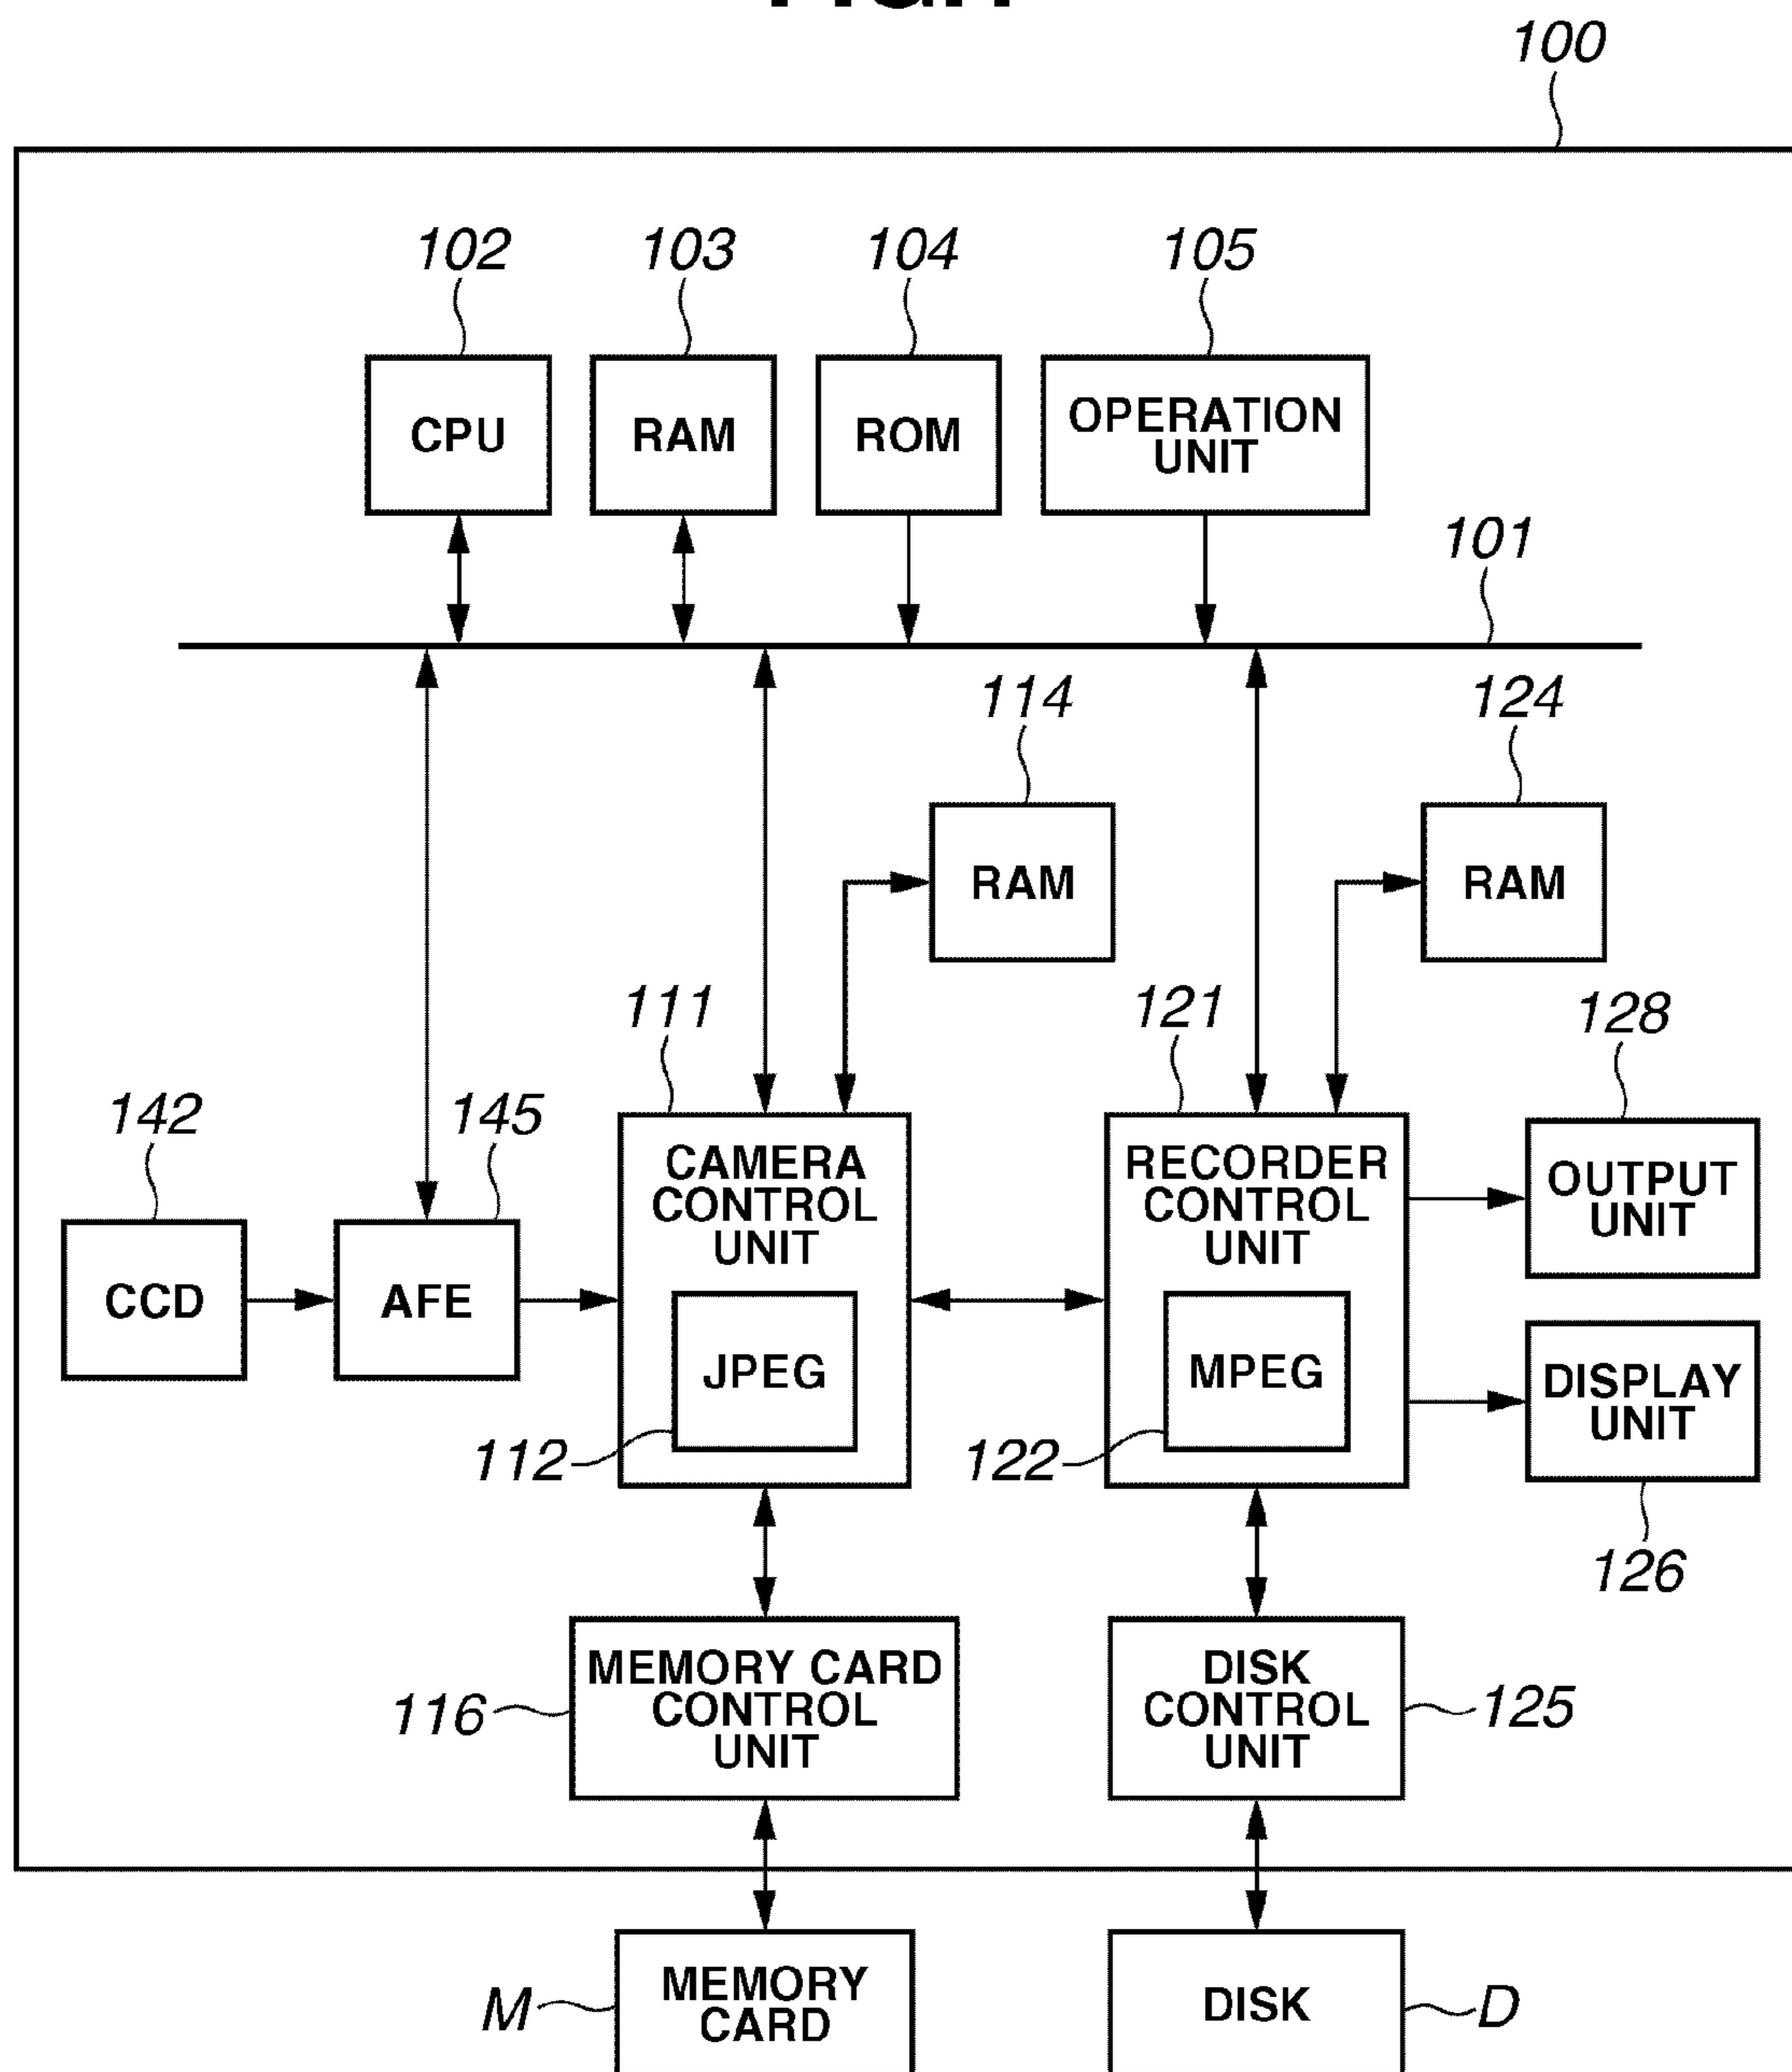 100
102
103
104
105
CPU
RAM
ROM
OPERATION
UNIT
101
114
124
RAM
RAM
111
121
128
142
145
CAMERA
CONTROL
UNIT
RECORDER
CONTROL
UNIT
OUTPUT
UNIT
CCD
AFE
JPEG
MPEG
DISPLAY
UNIT
112
122
126
MEMORY CARD
CONTROL
UNIT
116
DISK
CONTROL
UNIT
125
M
MEMORY
CARD
DISK
D